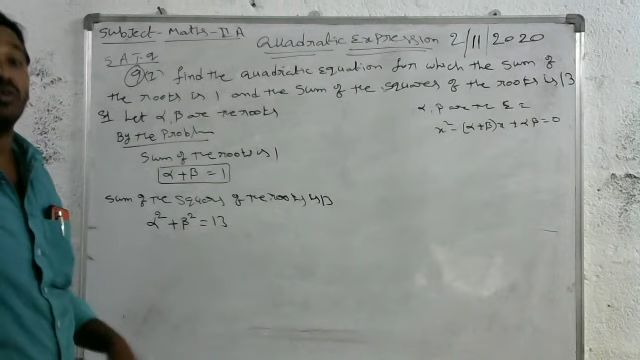 Subject - Maths - II A
Quadratic Expression 2/11/2020
S.A.T.Q
9(2) find the quadratic Equation for which the sum of
the roots is 1 and the sum of the squares of the roots is 13
Let α, β are the roots
By the Problem
Sum of the roots is 1
α + β = 1
Sum of the squars of the roots is 13
α² + β² = 13
α, β are the
x² - (α+β)x + αβ = 0